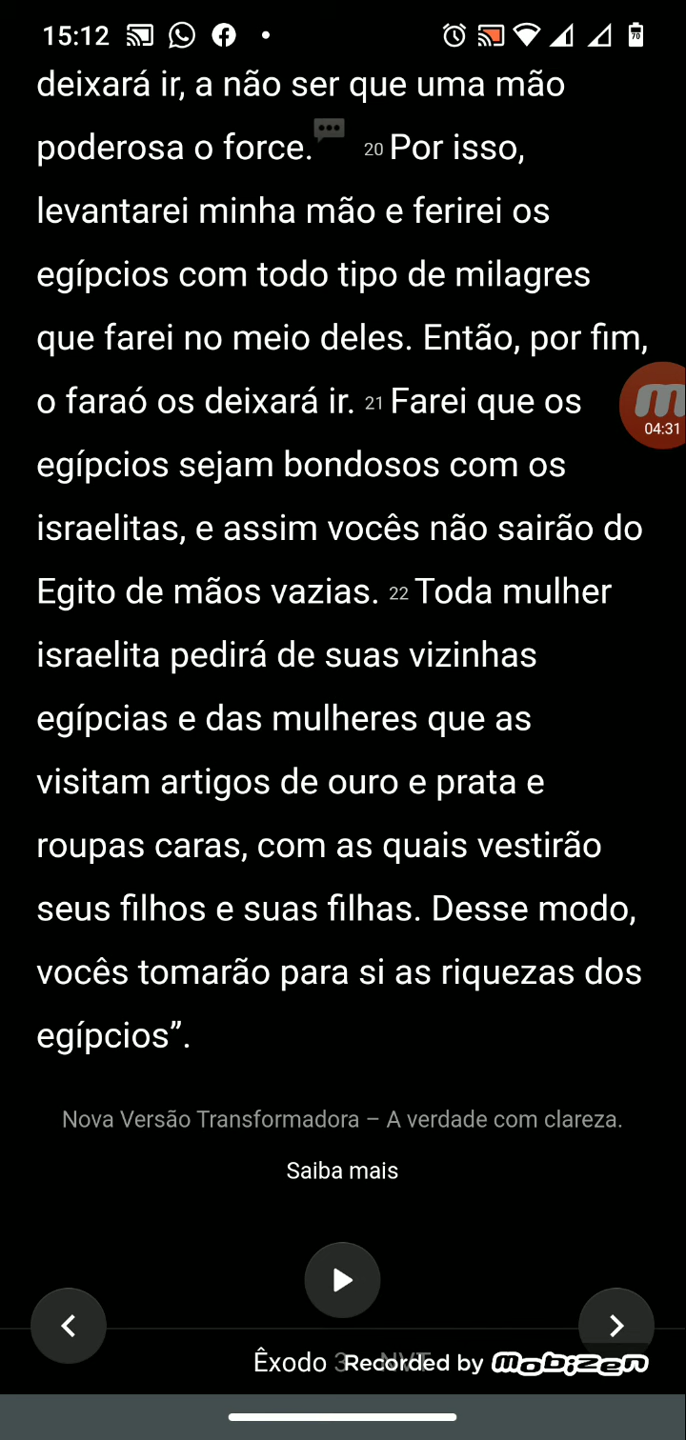 15:12
70
deixará ir, a não ser que uma mão
poderosa o force. 20 Por isso,
levantarei minha mão e ferirei os
egípcios com todo tipo de milagres
que farei no meio deles. Então, por fim,
o faraó os deixará ir. 21 Farei que os
04:31
egípcios sejam bondosos com os
israelitas, e assim vocês não sairão do
Egito de mãos vazias. 22 Toda mulher
israelita pedirá de suas vizinhas
egípcias e das mulheres que as
visitam artigos de ouro e prata e
roupas caras, com as quais vestirão
seus filhos e suas filhas. Desse modo,
vocês tomarão para si as riquezas dos
egípcios”.
Nova Versão Transformadora – A verdade com clareza.
Saiba mais
Êxodo 3 NVT
Recorded by mobizen